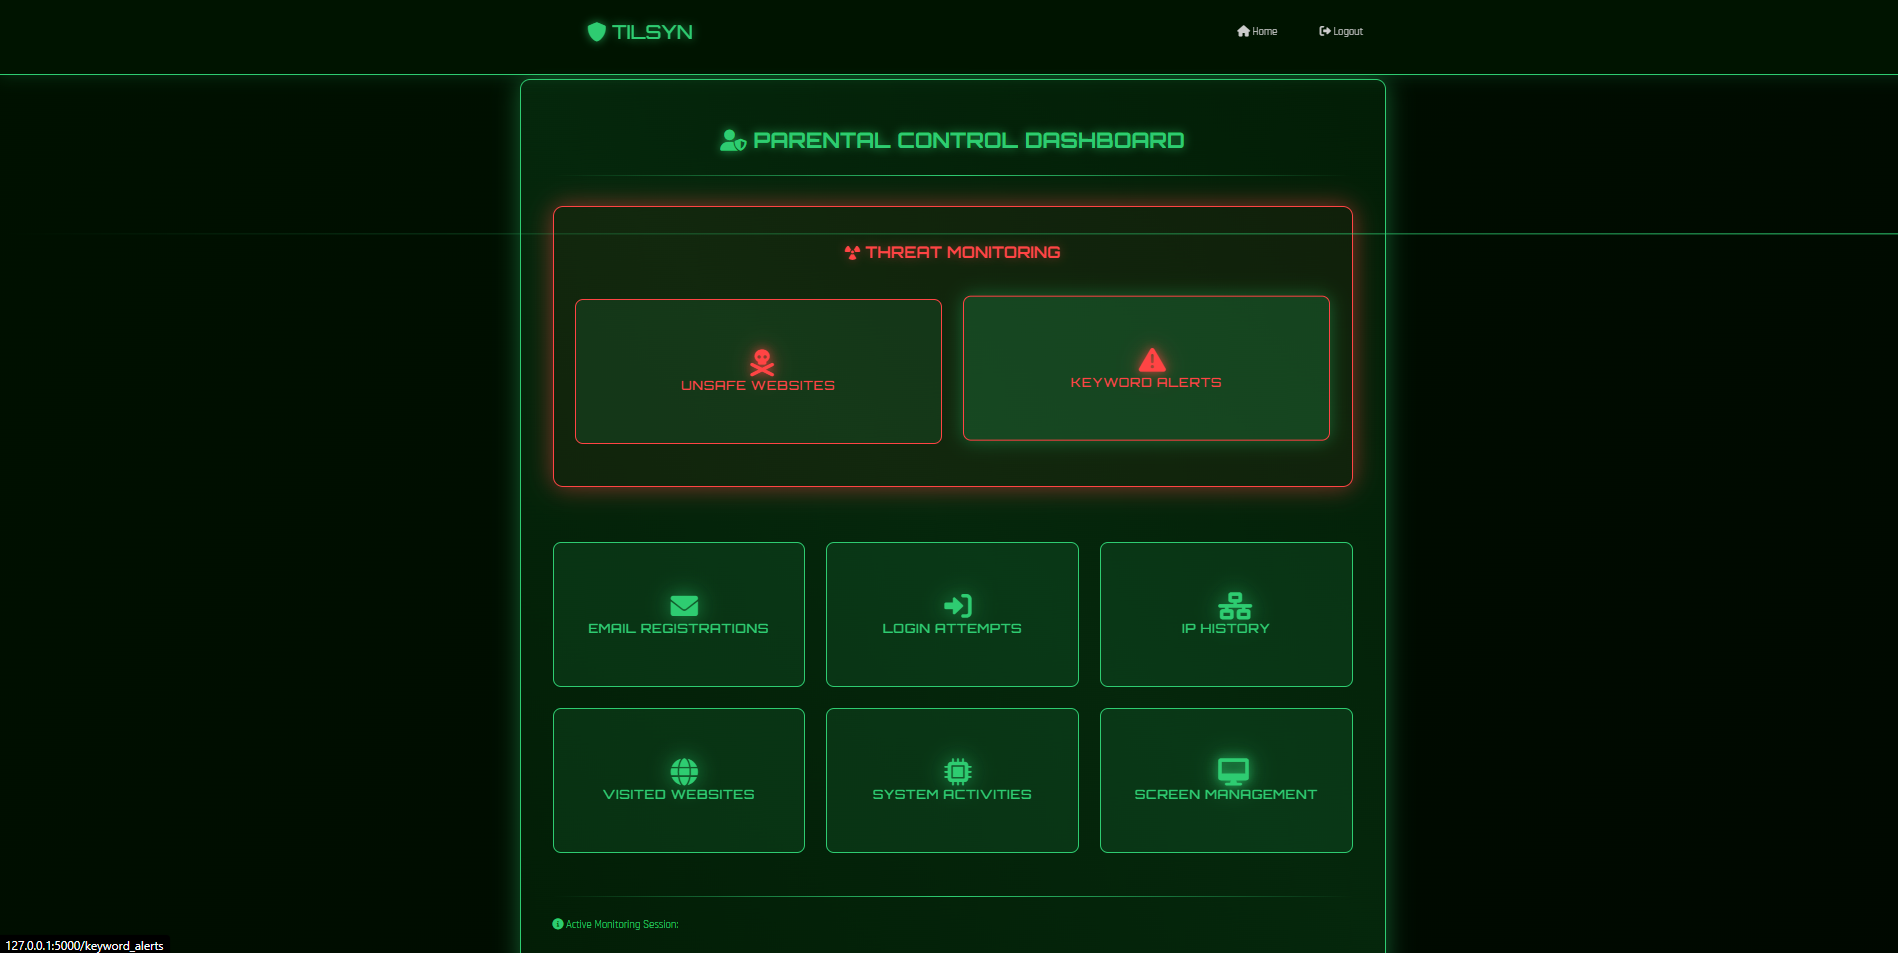 TILSYN
Home
Logout
PARENTAL CONTROL DASHBOARD
THREAT MONITORING
UNSAFE WEBSITES
KEYWORD ALERTS
EMAIL REGISTRATIONS
LOGIN ATTEMPTS
IP HISTORY
VISITED WEBSITES
SYSTEM ACTIVITIES
SCREEN MANAGEMENT
Active Monitoring Session:
127.0.0.1:5000/keyword_alerts